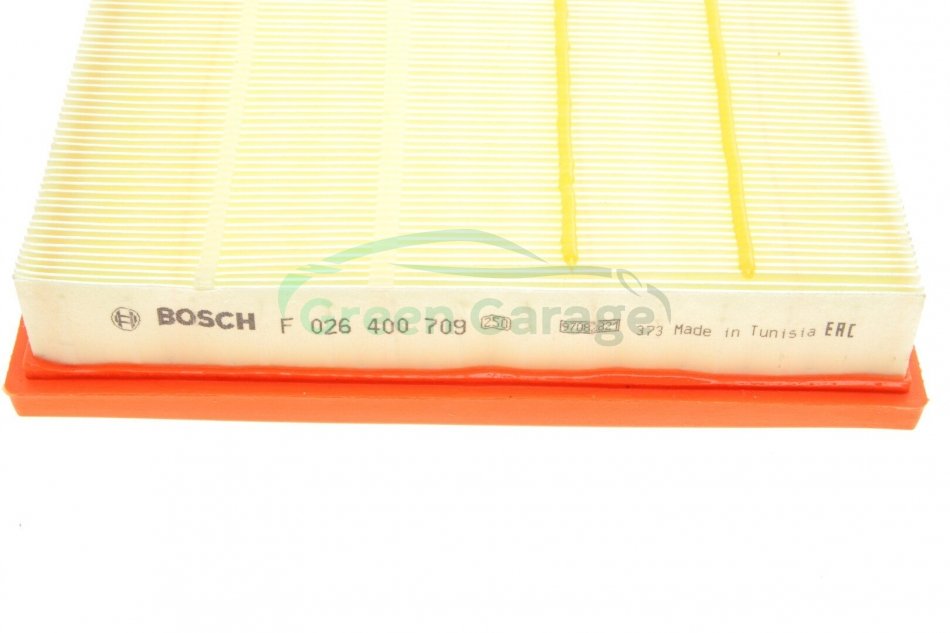 BOSCH F 026 400 709 250 373 Made in Tunisia EAC
Green Garage